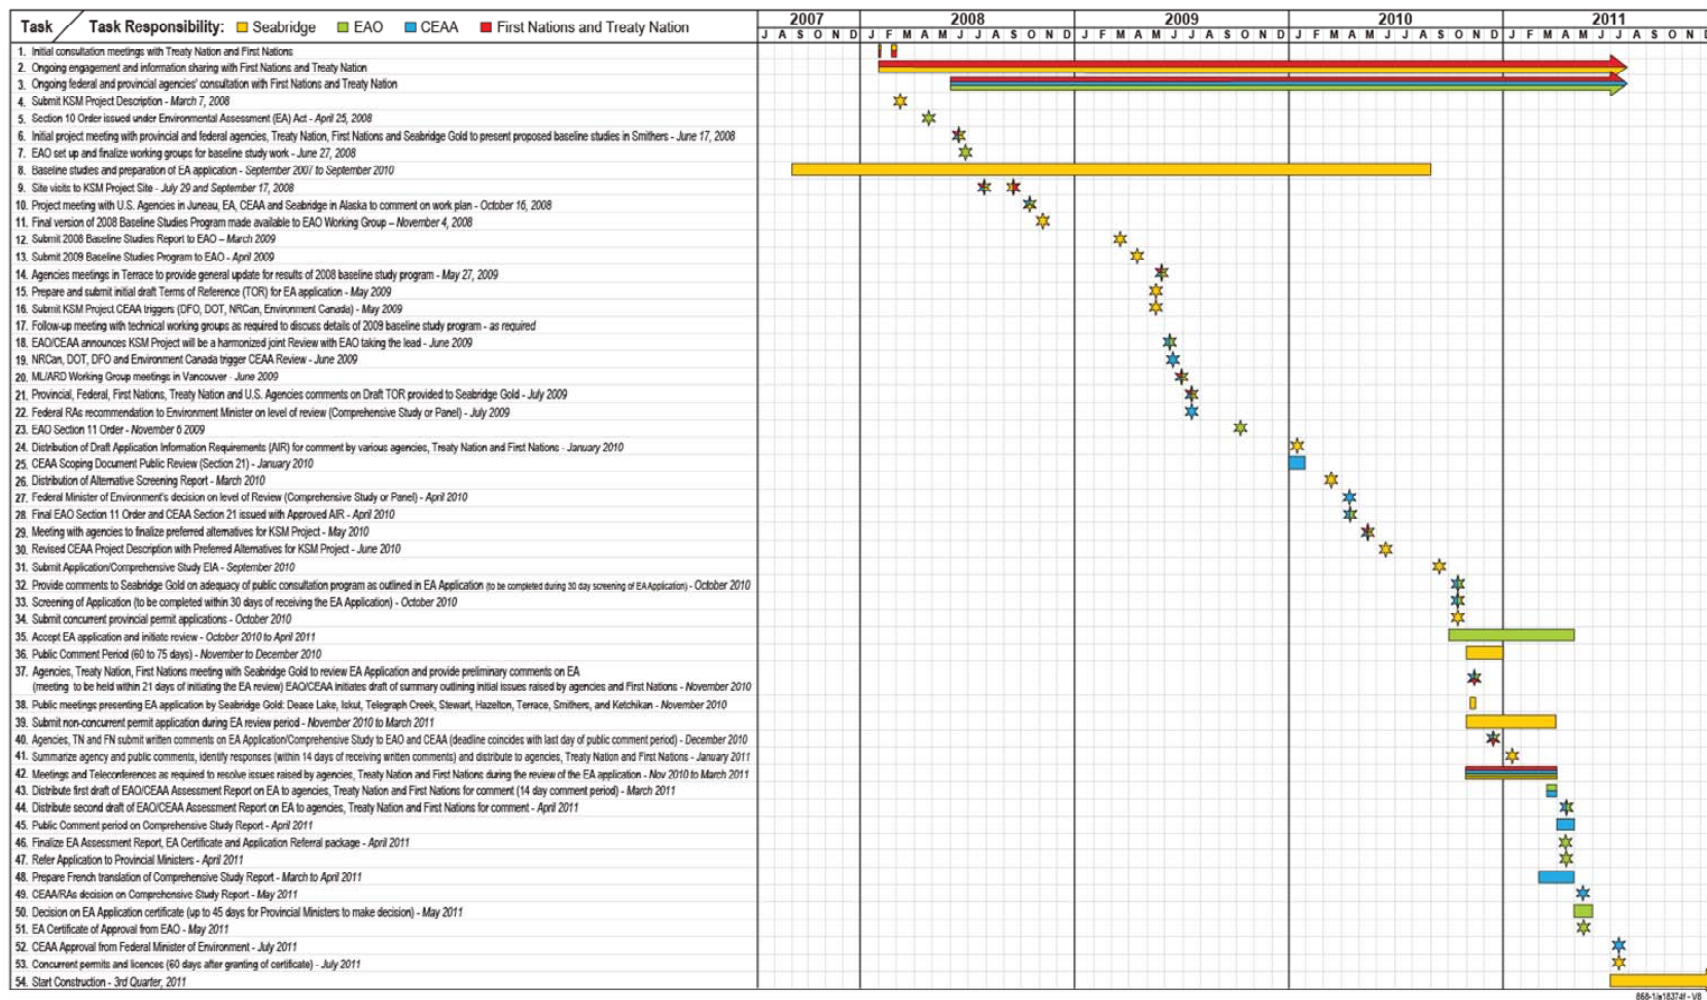 Task / Task Responsibility: Seabridge EAO CEAA First Nations and Treaty Nation
2007 2008 2009 2010 2011
J A S O N D J F M A M J J A S O N D J F M A M J J A S O N D J F M A M J J A S O N D J F M A M J J A S O N D
1. Initial consultation meetings with Treaty Nation and First Nations
2. Ongoing engagement and information sharing with First Nations and Treaty Nation
3. Ongoing federal and provincial agencies' consultation with First Nations and Treaty Nation
4. Submit KSM Project Description - March 7, 2008
5. Section 10 Order issued under Environmental Assessment (EA) Act - April 25, 2008
6. Initial project meeting with provincial and federal agencies, Treaty Nation, First Nations and Seabridge Gold to present proposed baseline studies in Smithers - June 17, 2008
7. EAO set up and finalize working groups for baseline study work - June 27, 2008
8. Baseline studies and preparation of EA application - September 2007 to September 2010
9. Site visits to KSM Project Site - July 29 and September 17, 2008
10. Project meeting with U.S. Agencies in Juneau, EA, CEAA and Seabridge in Alaska to comment on work plan - October 16, 2008
11. Final version of 2008 Baseline Studies Program made available to EAO Working Group – November 4, 2008
12. Submit 2008 Baseline Studies Report to EAO – March 2009
13. Submit 2009 Baseline Studies Program to EAO - April 2009
14. Agencies meetings in Terrace to provide general update for results of 2008 baseline study program - May 27, 2009
15. Prepare and submit initial draft Terms of Reference (TOR) for EA application - May 2009
16. Submit KSM Project CEAA triggers (DFO, DOT, NRCan, Environment Canada) - May 2009
17. Follow-up meeting with technical working groups as required to discuss details of 2009 baseline study program - as required
18. EAO/CEAA announces KSM Project will be a harmonized joint Review with EAO taking the lead - June 2009
19. NRCan, DOT, DFO and Environment Canada trigger CEAA Review - June 2009
20. ML/ARD Working Group meetings in Vancouver - June 2009
21. Provincial, Federal, First Nations, Treaty Nation and U.S. Agencies comments on Draft TOR provided to Seabridge Gold - July 2009
22. Federal RAs recommendation to Environment Minister on level of review (Comprehensive Study or Panel) - July 2009
23. EAO Section 11 Order - November 6 2009
24. Distribution of Draft Application Information Requirements (AIR) for comment by various agencies, Treaty Nation and First Nations - January 2010
25. CEAA Scoping Document Public Review (Section 21) - January 2010
26. Distribution of Alternative Screening Report - March 2010
27. Federal Minister of Environment's decision on level of Review (Comprehensive Study or Panel) - April 2010
28. Final EAO Section 11 Order and CEAA Section 21 issued with Approved AIR - April 2010
29. Meeting with agencies to finalize preferred alternatives for KSM Project - May 2010
30. Revised CEAA Project Description with Preferred Alternatives for KSM Project - June 2010
31. Submit Application/Comprehensive Study EIA - September 2010
32. Provide comments to Seabridge Gold on adequacy of public consultation program as outlined in EA Application (to be completed during 30 day screening of EA Application) - October 2010
33. Screening of Application (to be completed within 30 days of receiving the EA Application) - October 2010
34. Submit concurrent provincial permit applications - October 2010
35. Accept EA application and initiate review - October 2010 to April 2011
36. Public Comment Period (60 to 75 days) - November to December 2010
37. Agencies, Treaty Nation, First Nations meeting with Seabridge Gold to review EA Application and provide preliminary comments on EA
(meeting to be held within 21 days of initiating the EA review) EAO/CEAA initiates draft of summary outlining initial issues raised by agencies and First Nations - November 2010
38. Public meetings presenting EA application by Seabridge Gold: Dease Lake, Iskut, Telegraph Creek, Stewart, Hazelton, Terrace, Smithers, and Ketchikan - November 2010
39. Submit non-concurrent permit application during EA review period - November 2010 to March 2011
40. Agencies, TN and FN submit written comments on EA Application/Comprehensive Study to EAO and CEAA (deadline coincides with last day of public comment period) - December 2010
41. Summarize agency and public comments, identify responses (within 14 days of receiving written comments) and distribute to agencies, Treaty Nation and First Nations - January 2011
42. Meetings and Teleconferences as required to resolve issues raised by agencies, Treaty Nation and First Nations during the review of the EA application - Nov 2010 to March 2011
43. Distribute first draft of EAO/CEAA Assessment Report on EA to agencies, Treaty Nation and First Nations for comment (14 day comment period) - March 2011
44. Distribute second draft of EAO/CEAA Assessment Report on EA to agencies, Treaty Nation and First Nations for comment - April 2011
45. Public Comment period on Comprehensive Study Report - April 2011
46. Finalize EA Assessment Report, EA Certificate and Application Referral package - April 2011
47. Refer Application to Provincial Ministers - April 2011
48. Prepare French translation of Comprehensive Study Report - March to April 2011
49. CEAA/RAs decision on Comprehensive Study Report - May 2011
50. Decision on EA Application certificate (up to 45 days for Provincial Ministers to make decision) - May 2011
51. EA Certificate of Approval from EAO - May 2011
52. CEAA Approval from Federal Minister of Environment - July 2011
53. Concurrent permits and licences (60 days after granting of certificate) - July 2011
54. Start Construction - 3rd Quarter, 2011